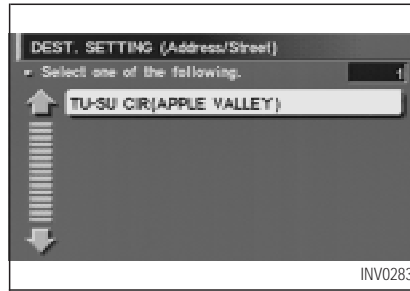 DEST. SETTING (Address/Street)
Select one of the following.
1
TU-SU CIR(APPLE VALLEY)
INV0283